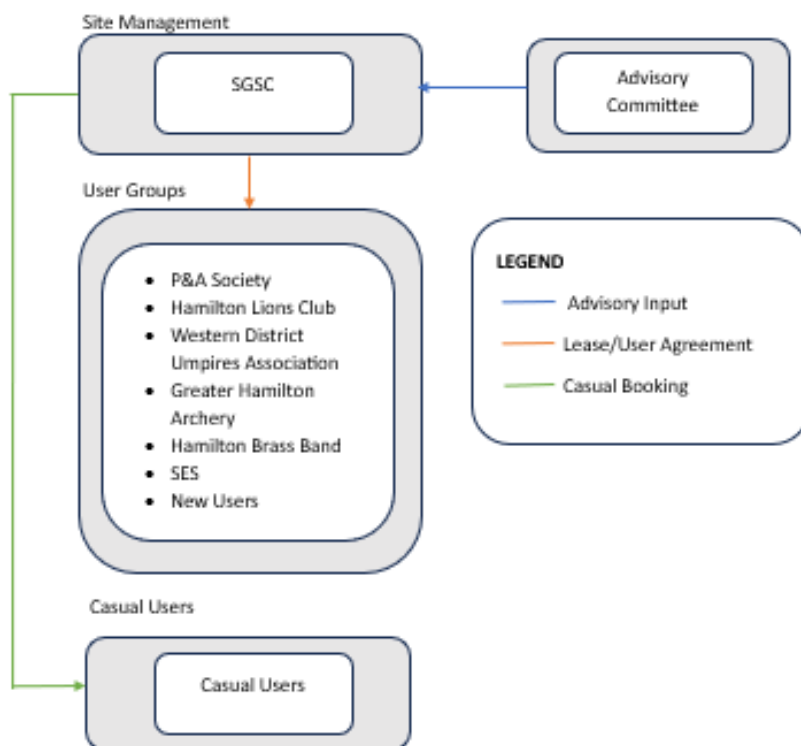 Site Management
SGSC
Advisory
Committee
User Groups
• P&A Society
• Hamilton Lions Club
• Western District
Umpires Association
• Greater Hamilton
Archery
• Hamilton Brass Band
• SES
• New Users
LEGEND
Advisory Input
Lease/User Agreement
Casual Booking
Casual Users
Casual Users